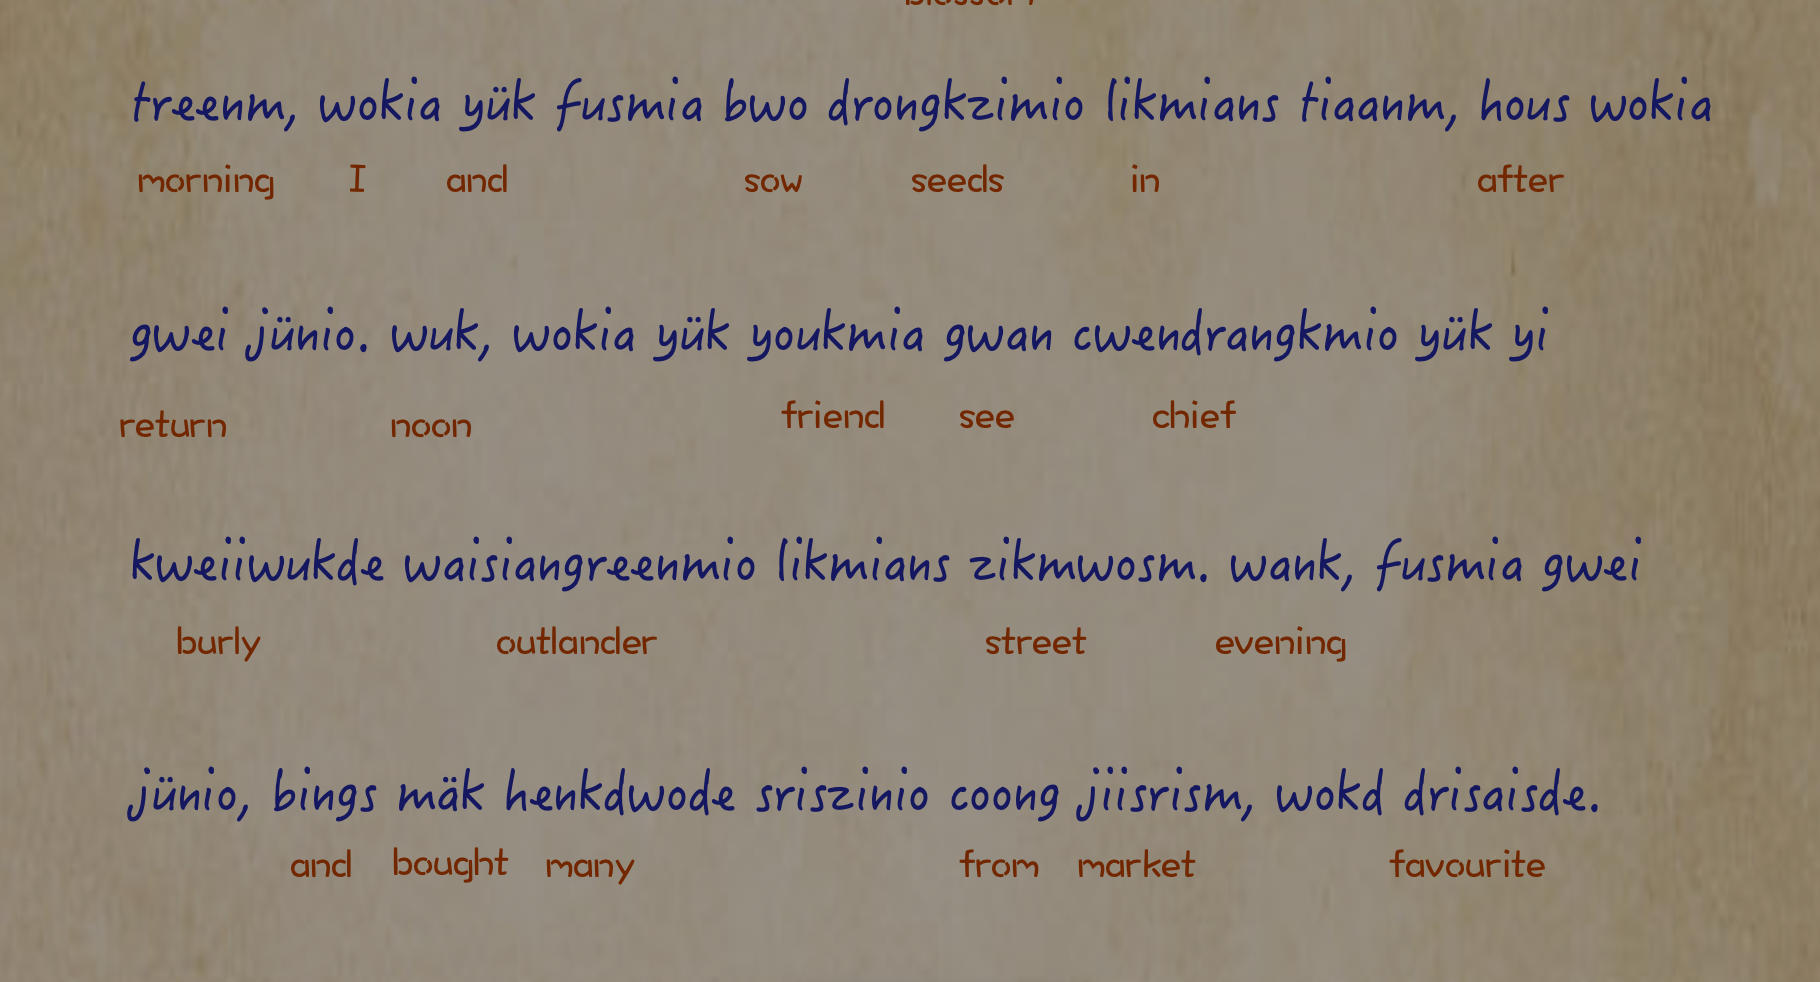 treenm, wokia yük fusmia bwo drongkzimio likmians tiaanm, hous wokia
morning I and sow seeds in after
gwei jünio. wuk, wokia yük youkmia gwan cwendrangkmio yük yi
return noon friend see chief
kweiiwukde waisiangreenmio likmians zikmwosm. wank, fusmia gwei
burly outlander street evening
jünio, bings mäk henkdwode sriszinio coong jiisrism, wokd drisaisde.
and bought many from market favourite